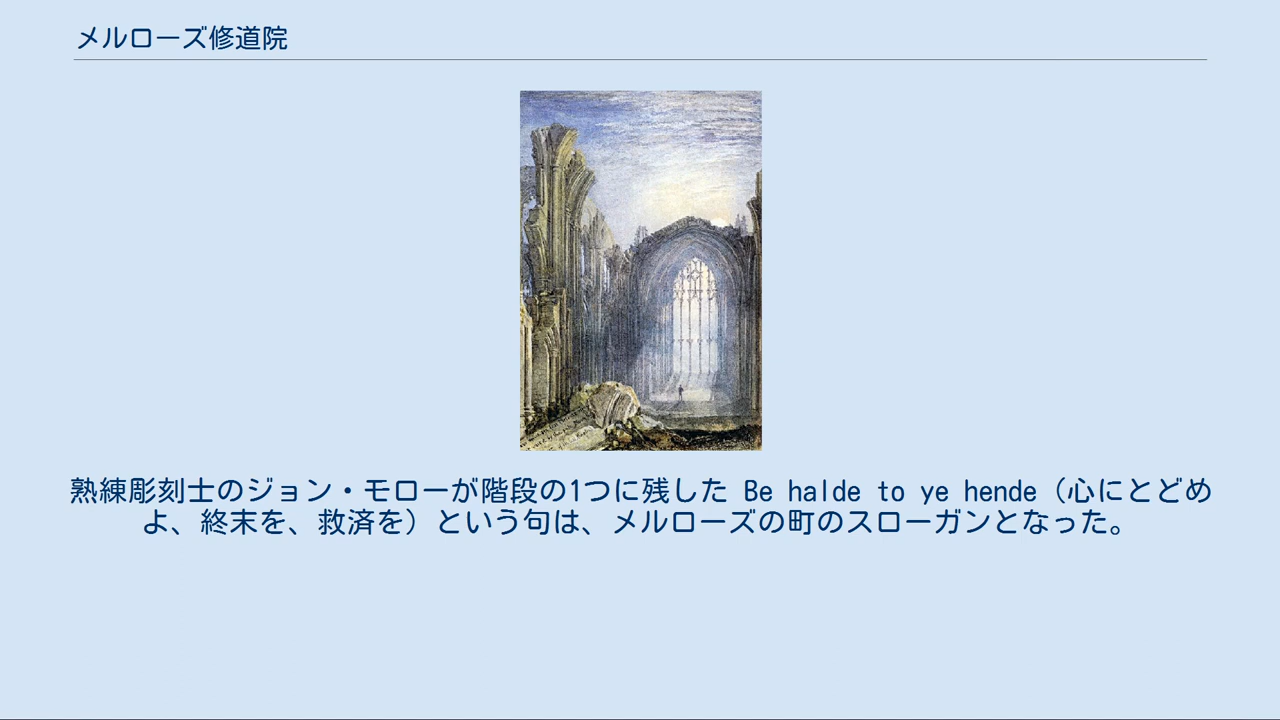 メルローズ修道院
熟練彫刻士のジョン・モローが階段の1つに残した Be halde to ye hende（心にとどめ
よ、終末を、救済を）という句は、メルローズの町のスローガンとなった。